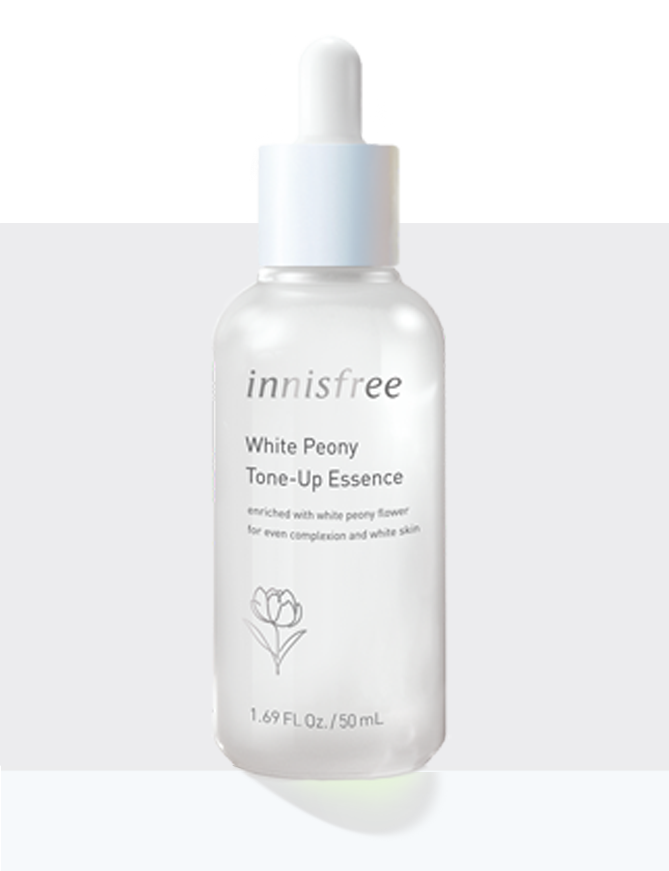 innisfree
White Peony
Tone-Up Essence
enriched with white peony flower
for even complexion and white skin
1.69 FL. Oz. / 50 mL